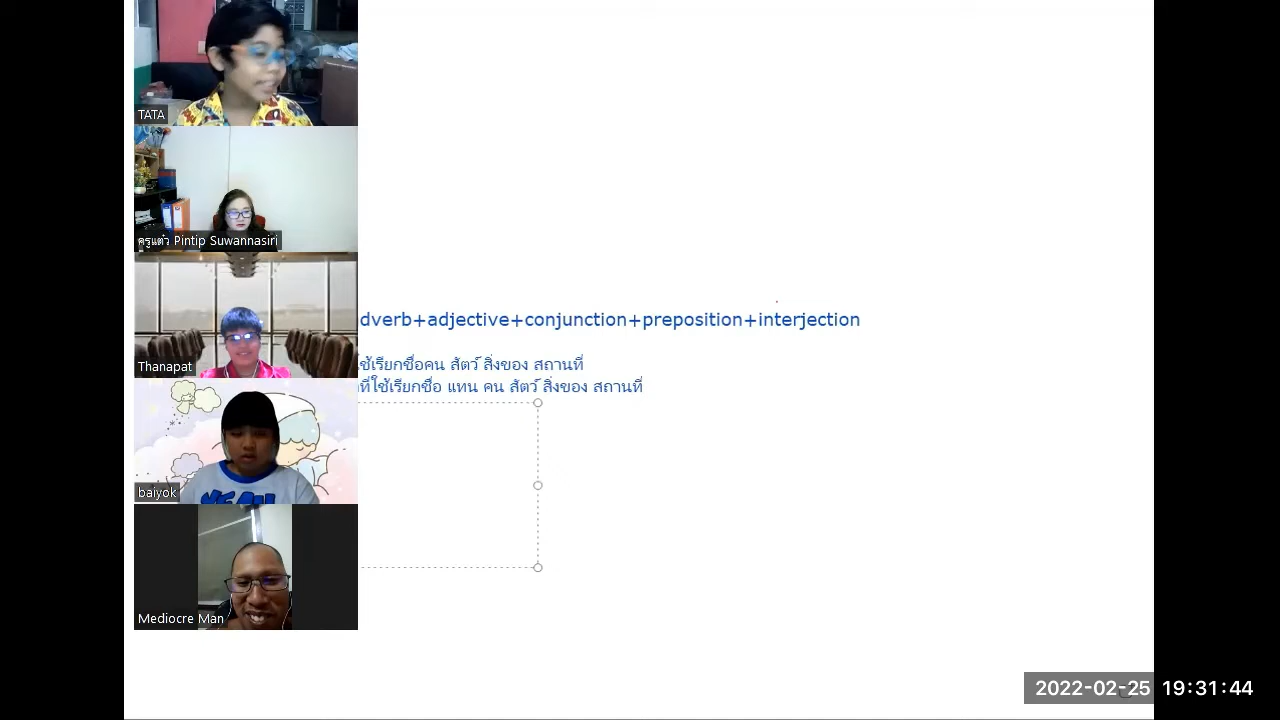 TATA
ครูแต๋ว Pintip Suwannasiri
Thanapat
baiyok
YEAH
Mediocre Man
dverb+adjective+conjunction+preposition+interjection
ใช้เรียกชื่อคน สัตว์ สิ่งของ สถานที่
ที่ใช้เรียกชื่อ แทน คน สัตว์ สิ่งของ สถานที่
2022-02-25 19:31:44